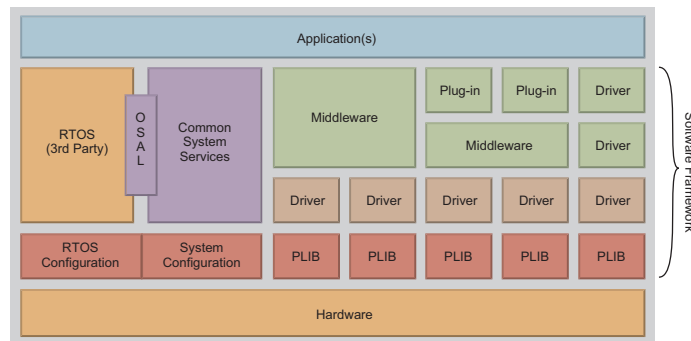 Application(s)
RTOS
(3rd Party)
O
S
A
L
Common
System
Services
Middleware
Plug-in
Plug-in
Driver
Middleware
Driver
Driver
Driver
Driver
Driver
Driver
RTOS
Configuration
System
Configuration
PLIB
PLIB
PLIB
PLIB
PLIB
Hardware
Software Framework